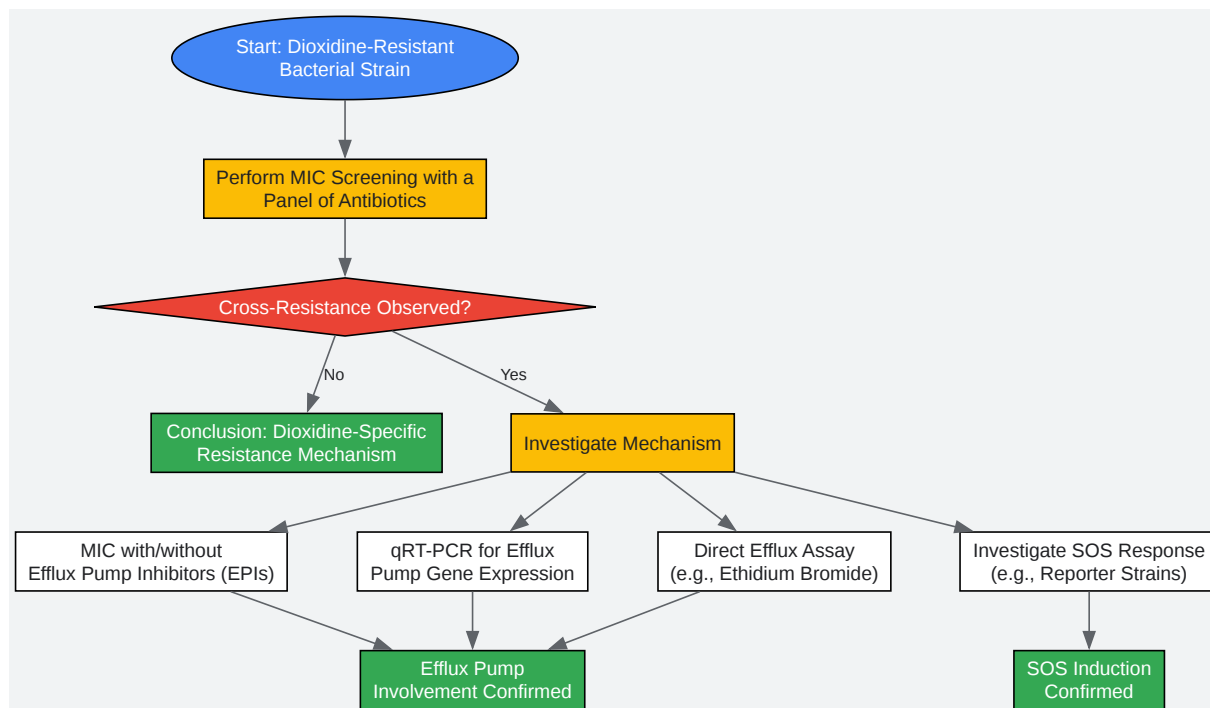 Start: Dioxidine-Resistant
Bacterial Strain
Perform MIC Screening with a
Panel of Antibiotics
Cross-Resistance Observed?
No
Yes
Conclusion: Dioxidine-Specific
Resistance Mechanism
Investigate Mechanism
MIC with/without
Efflux Pump Inhibitors (EPIs)
qRT-PCR for Efflux
Pump Gene Expression
Direct Efflux Assay
(e.g., Ethidium Bromide)
Investigate SOS Response
(e.g., Reporter Strains)
Efflux Pump
Involvement Confirmed
SOS Induction
Confirmed